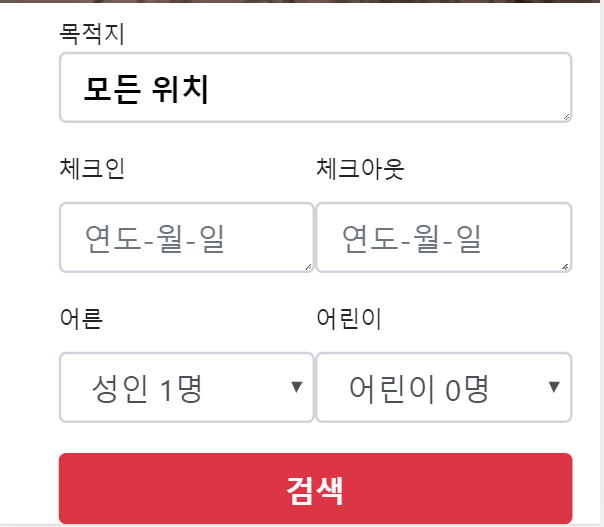 목적지
모든 위치
체크인 체크아웃
연도-월-일 연도-월-일
어른 어린이
성인 1명 어린이 0명
검색